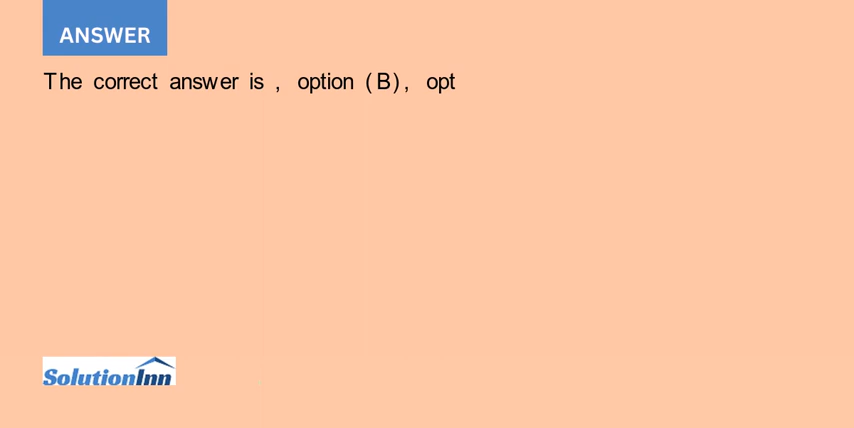 ANSWER
The correct answer is , option (B), opt
SolutionInn